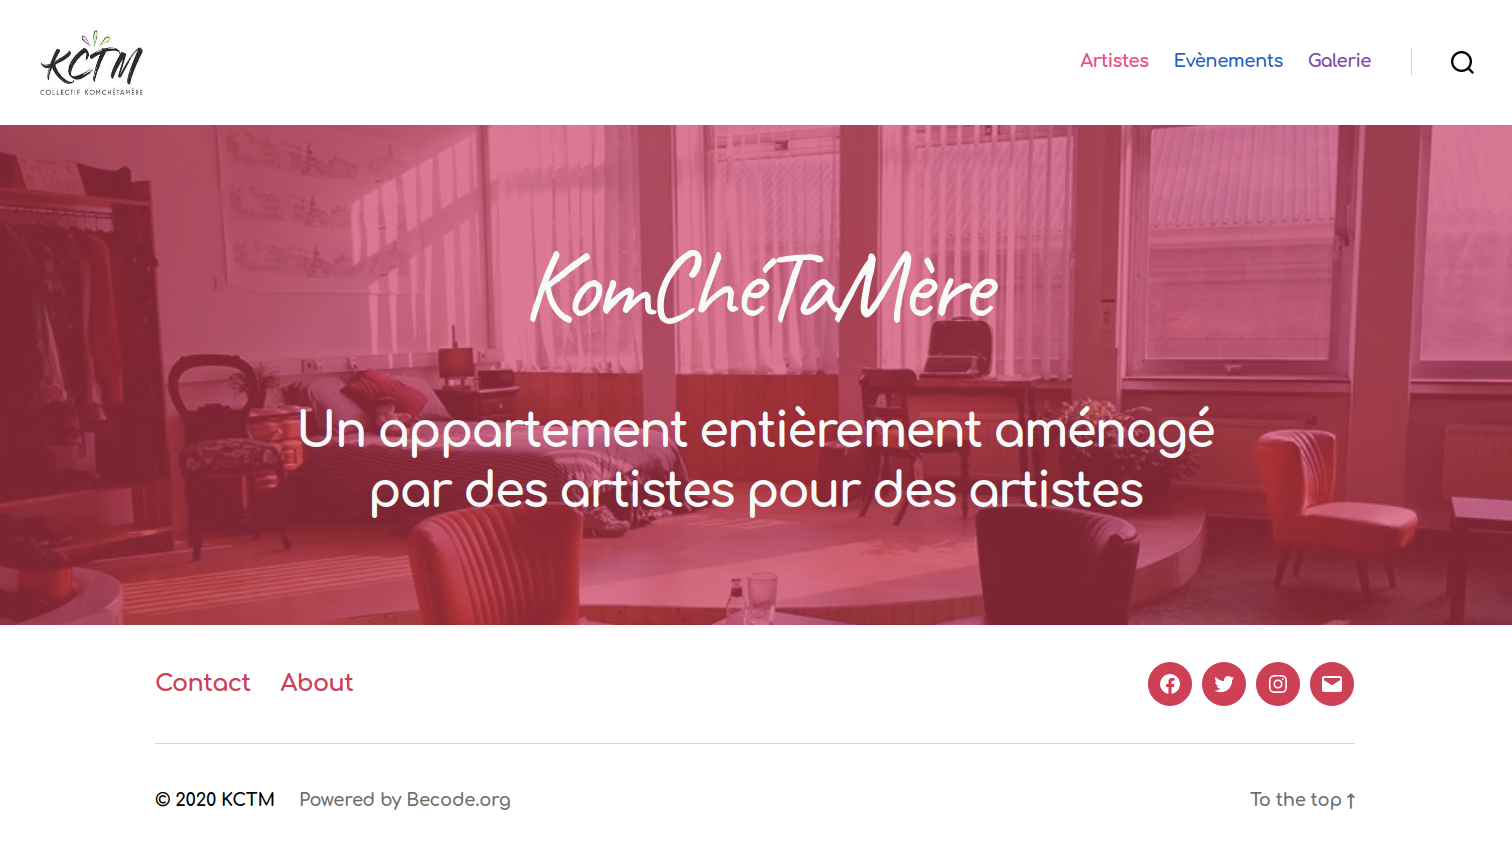 KCTM
COLLECTIF KOMCHÉTAMÈRE
Artistes Evènements Galerie
KomChéTaMère
Un appartement entièrement aménagé
par des artistes pour des artistes
Contact About
© 2020 KCTM Powered by Becode.org To the top ↑